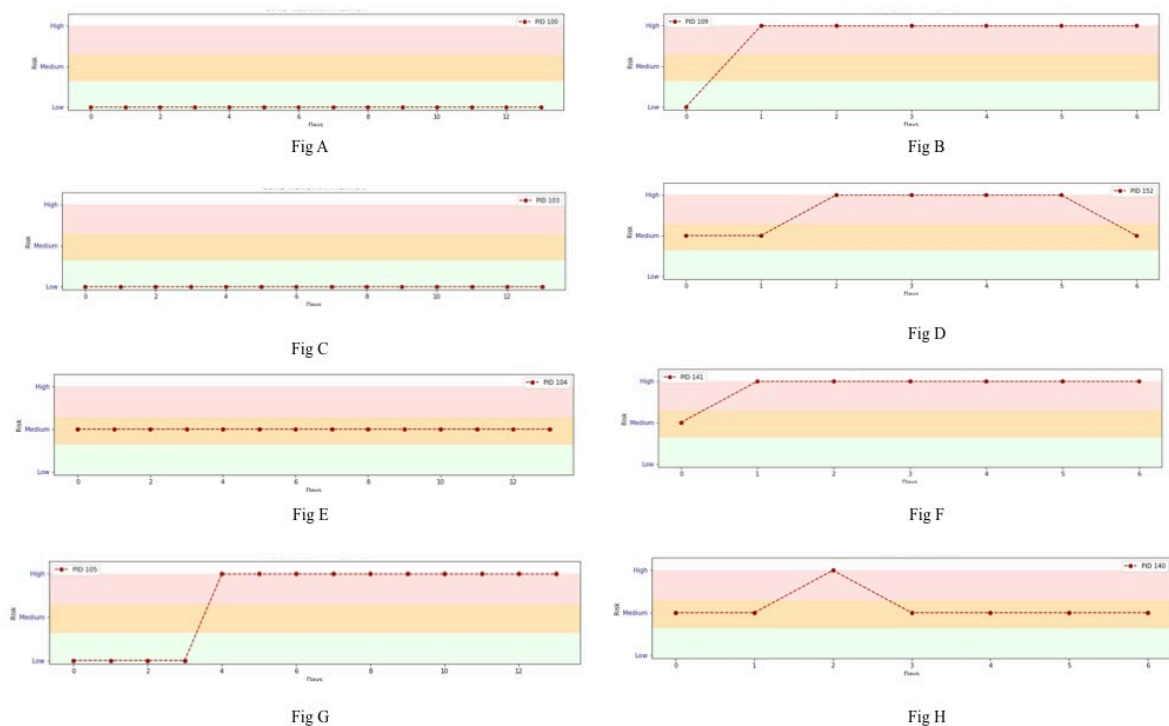 PID 100
High
Medium
Low
Risk
0 2 4 6 8 10 12
Days
Fig A
PID 109
High
Medium
Low
Risk
0 1 2 3 4 5 6
Days
Fig B
PID 103
High
Medium
Low
Risk
0 2 4 6 8 10 12
Days
Fig C
PID 152
High
Medium
Low
Risk
0 1 2 3 4 5 6
Days
Fig D
PID 104
High
Medium
Low
Risk
0 2 4 6 8 10 12
Days
Fig E
PID 141
High
Medium
Low
Risk
0 1 2 3 4 5 6
Days
Fig F
PID 105
High
Medium
Low
Risk
0 2 4 6 8 10 12
Days
Fig G
PID 140
High
Medium
Low
Risk
0 1 2 3 4 5 6
Days
Fig H